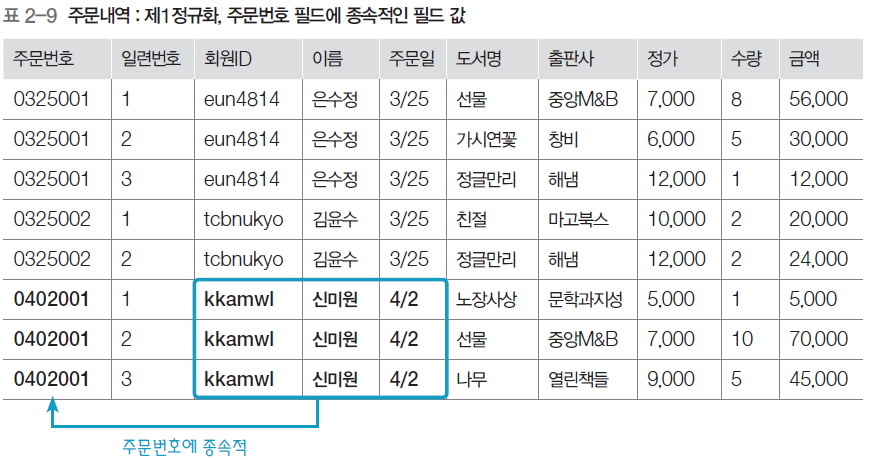 표 2-9 주문내역 : 제1정규화, 주문번호 필드에 종속적인 필드 값
주문번호 일련번호 회원ID 이름 주문일 도서명 출판사 정가 수량 금액
0325001 1 eun4814 은수정 3/25 선물 중앙M&B 7,000 8 56,000
0325001 2 eun4814 은수정 3/25 가시연꽃 창비 6,000 5 30,000
0325001 3 eun4814 은수정 3/25 정글만리 해냄 12,000 1 12,000
0325002 1 tcbnukyo 김윤수 3/25 친절 마고북스 10,000 2 20,000
0325002 2 tcbnukyo 김윤수 3/25 정글만리 해냄 12,000 2 24,000
0402001 1 kkamwl 신미원 4/2 노장사상 문학과지성 5,000 1 5,000
0402001 2 kkamwl 신미원 4/2 선물 중앙M&B 7,000 10 70,000
0402001 3 kkamwl 신미원 4/2 나무 열린책들 9,000 5 45,000
주문번호에 종속적